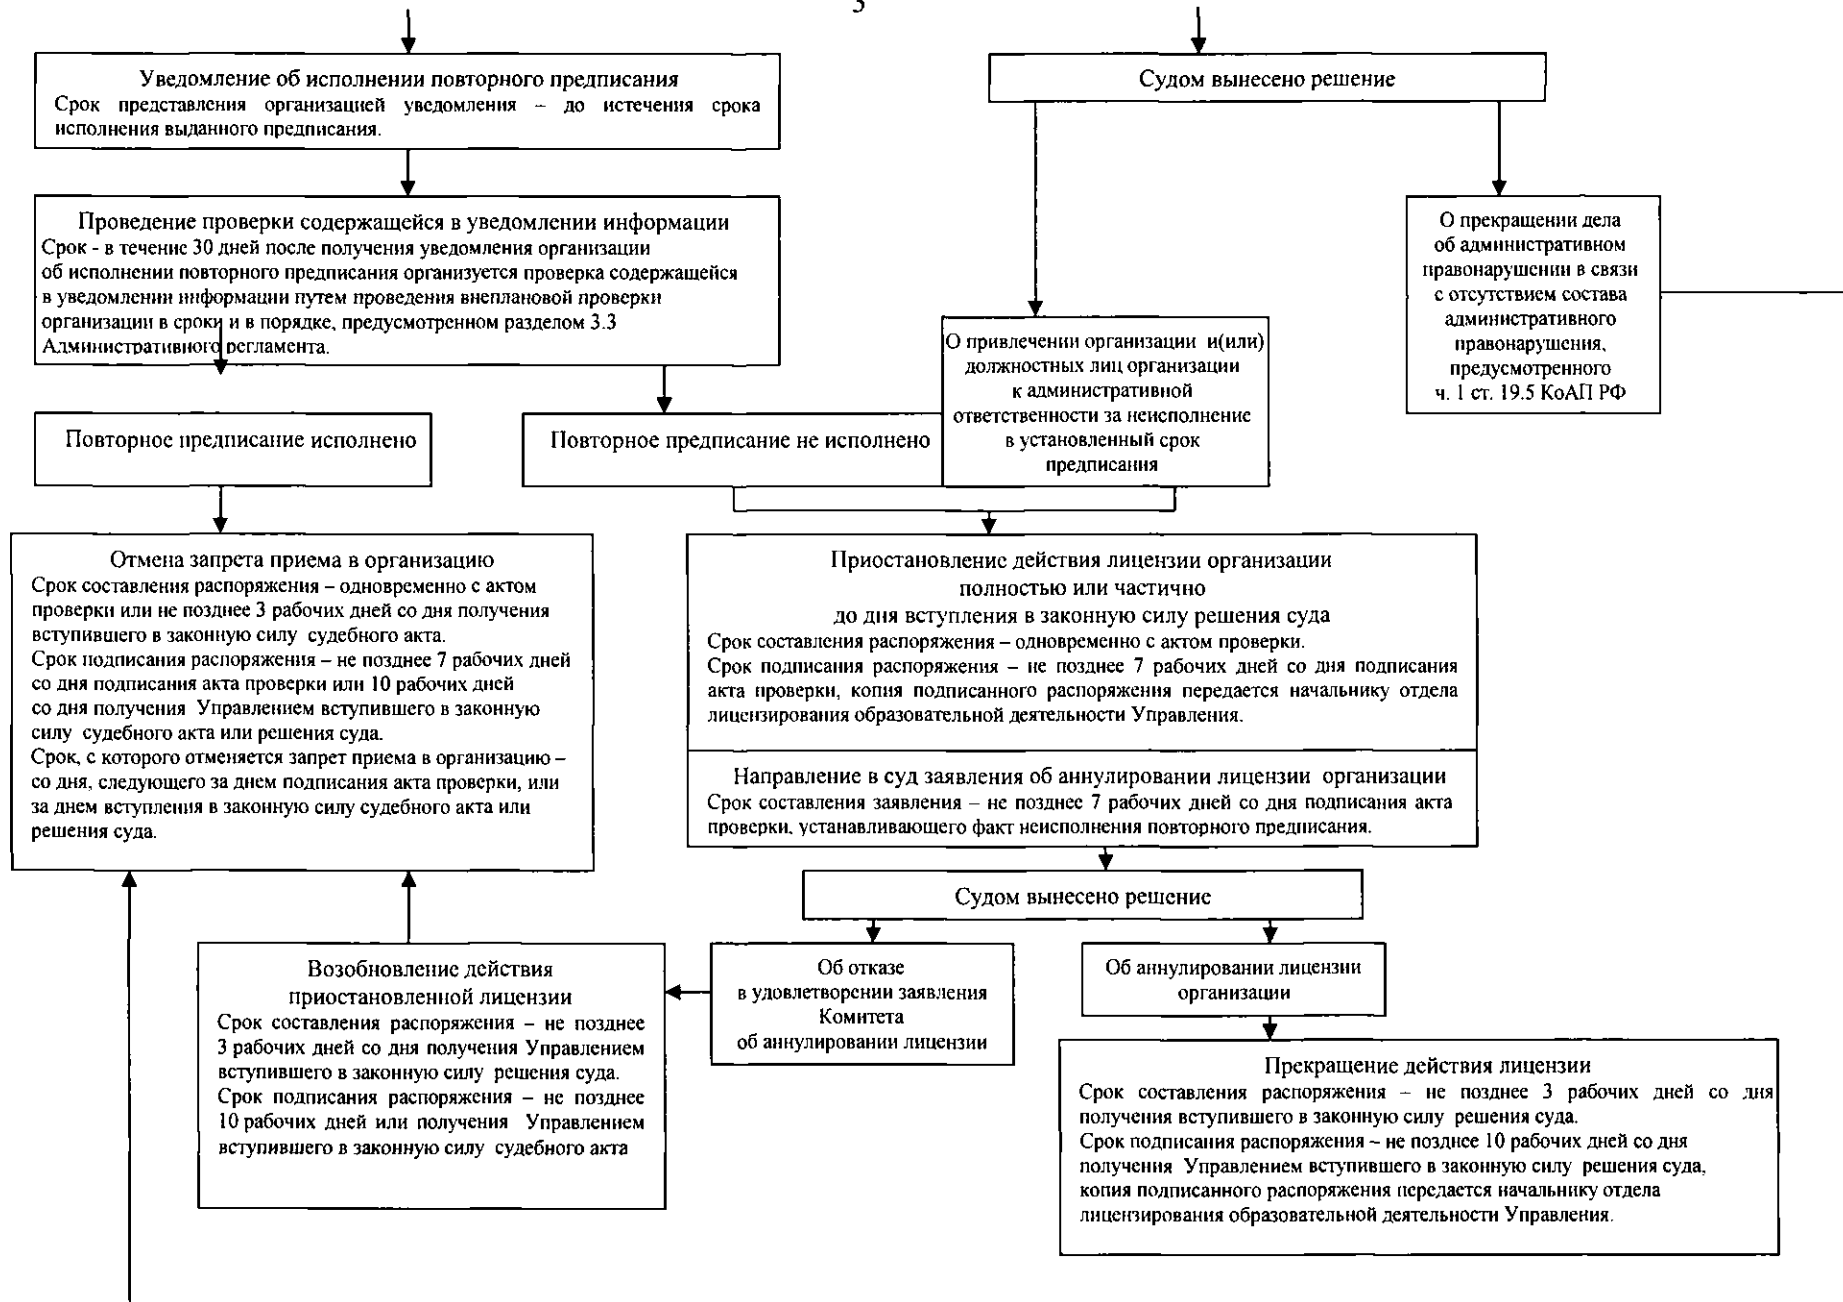 3
Уведомление об исполнении повторного предписания
Срок представления организацией уведомления – до истечения срока
исполнения выданного предписания.
Судом вынесено решение
Проведение проверки содержащейся в уведомлении информации
Срок - в течение 30 дней после получения уведомления организации
об исполнении повторного предписания организуется проверка содержащейся
в уведомлении информации путем проведения внеплановой проверки
организации в сроки и в порядке, предусмотренном разделом 3.3
Административного регламента.
О прекращении дела
об административном
правонарушении в связи
с отсутствием состава
административного
правонарушения,
предусмотренного
ч. 1 ст. 19.5 КоАП РФ
О привлечении организации и(или)
должностных лиц организации
к административной
ответственности за неисполнение
в установленный срок
предписания
Повторное предписание исполнено
Повторное предписание не исполнено
Отмена запрета приема в организацию
Срок составления распоряжения – одновременно с актом
проверки или не позднее 3 рабочих дней со дня получения
вступившего в законную силу судебного акта.
Срок подписания распоряжения – не позднее 7 рабочих дней
со дня подписания акта проверки или 10 рабочих дней
со дня получения Управлением вступившего в законную
силу судебного акта или решения суда.
Срок, с которого отменяется запрет приема в организацию –
со дня, следующего за днем подписания акта проверки, или
за днем вступления в законную силу судебного акта или
решения суда.
Приостановление действия лицензии организации
полностью или частично
до дня вступления в законную силу решения суда
Срок составления распоряжения – одновременно с актом проверки.
Срок подписания распоряжения – не позднее 7 рабочих дней со дня подписания
акта проверки, копия подписанного распоряжения передается начальнику отдела
лицензирования образовательной деятельности Управления.
Направление в суд заявления об аннулировании лицензии организации
Срок составления заявления – не позднее 7 рабочих дней со дня подписания акта
проверки, устанавливающего факт неисполнения повторного предписания.
Судом вынесено решение
Возобновление действия
приостановленной лицензии
Срок составления распоряжения – не позднее
3 рабочих дней со дня получения Управлением
вступившего в законную силу решения суда.
Срок подписания распоряжения – не позднее
10 рабочих дней или получения Управлением
вступившего в законную силу судебного акта
Об отказе
в удовлетворении заявления
Комитета
об аннулировании лицензии
Об аннулировании лицензии
организации
Прекращение действия лицензии
Срок составления распоряжения – не позднее 3 рабочих дней со дня
получения вступившего в законную силу решения суда.
Срок подписания распоряжения – не позднее 10 рабочих дней со дня
получения Управлением вступившего в законную силу решения суда,
копия подписанного распоряжения передается начальнику отдела
лицензирования образовательной деятельности Управления.